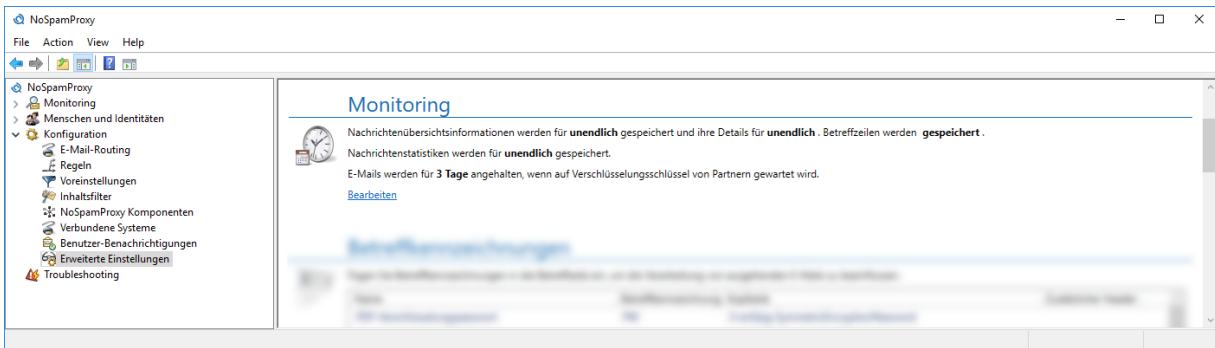 NoSpamProxy
File Action View Help
NoSpamProxy
Monitoring
Menschen und Identitäten
Konfiguration
E-Mail-Routing
Regeln
Voreinstellungen
Inhaltsfilter
NoSpamProxy Komponenten
Verbundene Systeme
Benutzer-Benachrichtigungen
Erweiterte Einstellungen
Troubleshooting
Monitoring
Nachrichtenübersichtsinformationen werden für unendlich gespeichert und ihre Details für unendlich . Betreffzeilen werden gespeichert .
Nachrichtenstatistiken werden für unendlich gespeichert.
E-Mails werden für 3 Tage angehalten, wenn auf Verschlüsselungsschlüssel von Partnern gewartet wird.
Bearbeiten
Betreffkennzeichnungen